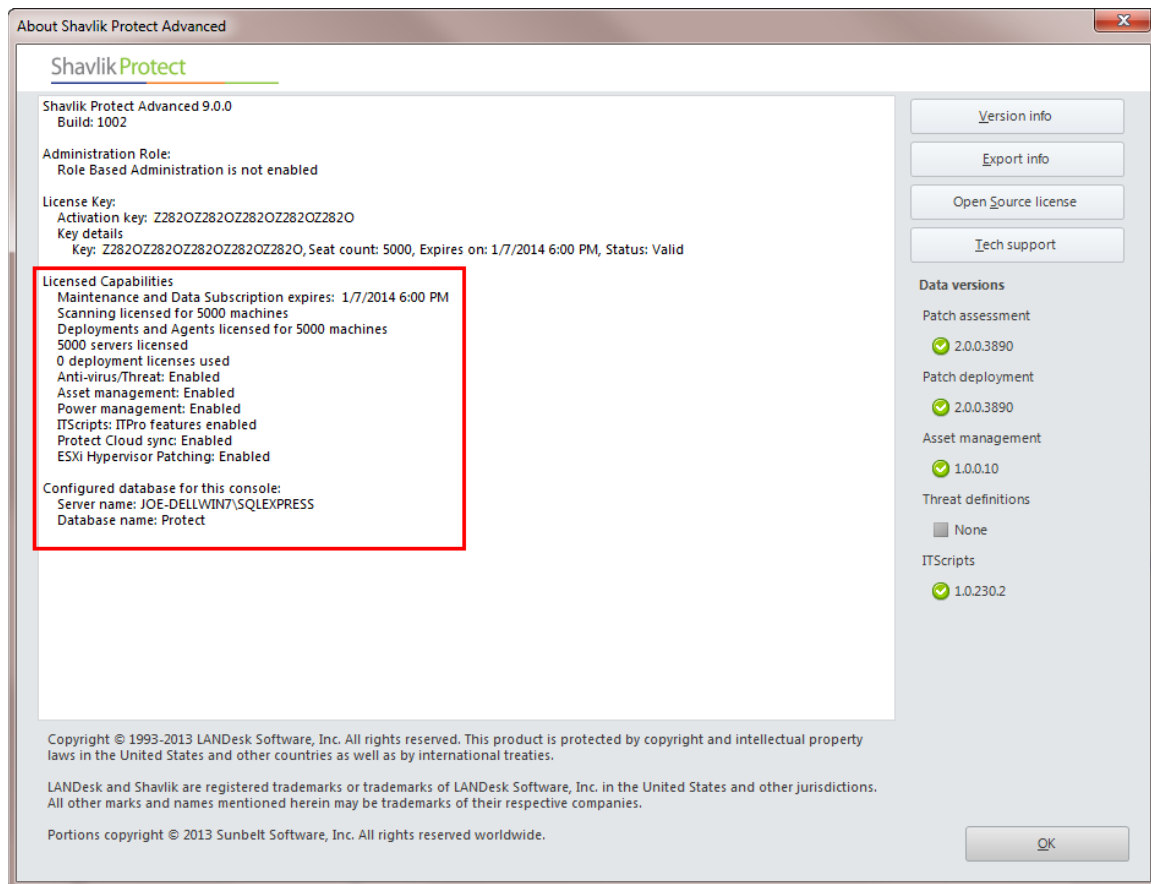 About Shavlik Protect Advanced
x
Shavlik Protect
Shavlik Protect Advanced 9.0.0
Build: 1002
Administration Role:
Role Based Administration is not enabled
License Key:
Activation key: Z282OZ282OZ282OZ282OZ282O
Key details
Key: Z282OZ282OZ282OZ282OZ282O, Seat count: 5000, Expires on: 1/7/2014 6:00 PM, Status: Valid
Licensed Capabilities
Maintenance and Data Subscription expires: 1/7/2014 6:00 PM
Scanning licensed for 5000 machines
Deployments and Agents licensed for 5000 machines
5000 servers licensed
0 deployment licenses used
Anti-virus/Threat: Enabled
Asset management: Enabled
Power management: Enabled
ITScripts: ITPro features enabled
Protect Cloud sync: Enabled
ESXi Hypervisor Patching: Enabled
Configured database for this console:
Server name: JOE-DELLWIN7\SQLEXPRESS
Database name: Protect
Version info
Export info
Open Source license
Tech support
Data versions
Patch assessment
2.0.0.3890
Patch deployment
2.0.0.3890
Asset management
1.0.0.10
Threat definitions
None
ITScripts
1.0.230.2
Copyright © 1993-2013 LANDesk Software, Inc. All rights reserved. This product is protected by copyright and intellectual property
laws in the United States and other countries as well as by international treaties.
LANDesk and Shavlik are registered trademarks or trademarks of LANDesk Software, Inc. in the United States and other jurisdictions.
All other marks and names mentioned herein may be trademarks of their respective companies.
Portions copyright © 2013 Sunbelt Software, Inc. All rights reserved worldwide.
OK